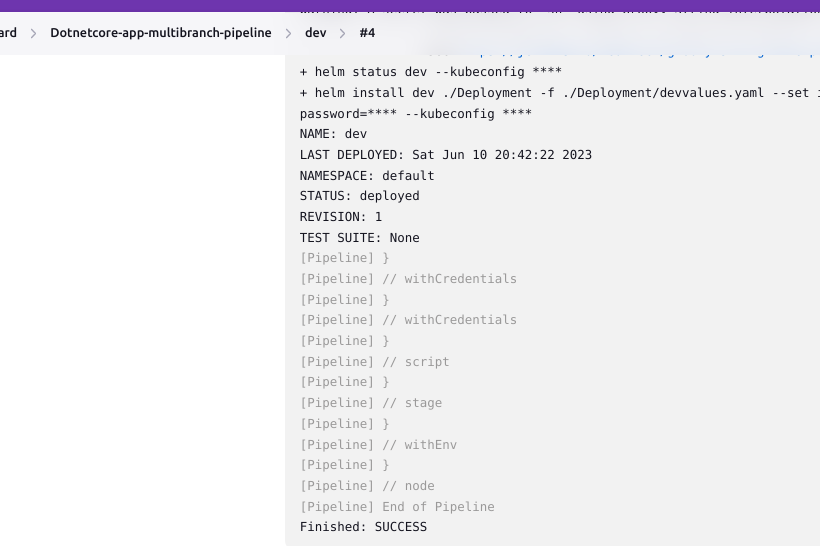 ard > Dotnetcore-app-multibranch-pipeline > dev > #4
+ helm status dev --kubeconfig ****
+ helm install dev ./Deployment -f ./Deployment/devvalues.yaml --set
password=**** --kubeconfig ****
NAME: dev
LAST DEPLOYED: Sat Jun 10 20:42:22 2023
NAMESPACE: default
STATUS: deployed
REVISION: 1
TEST SUITE: None
[Pipeline] }
[Pipeline] // withCredentials
[Pipeline] }
[Pipeline] // withCredentials
[Pipeline] }
[Pipeline] // script
[Pipeline] }
[Pipeline] // stage
[Pipeline] }
[Pipeline] // withEnv
[Pipeline] }
[Pipeline] // node
[Pipeline] End of Pipeline
Finished: SUCCESS